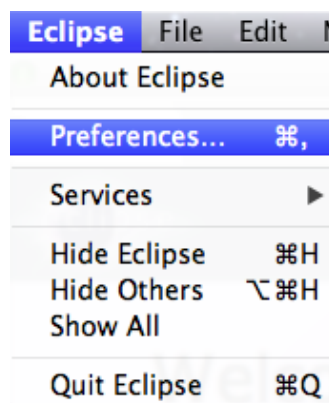 Eclipse File Edit
About Eclipse
Preferences... ⌘,
Services ▶
Hide Eclipse ⌘H
Hide Others ⌥⌘H
Show All
Quit Eclipse ⌘Q